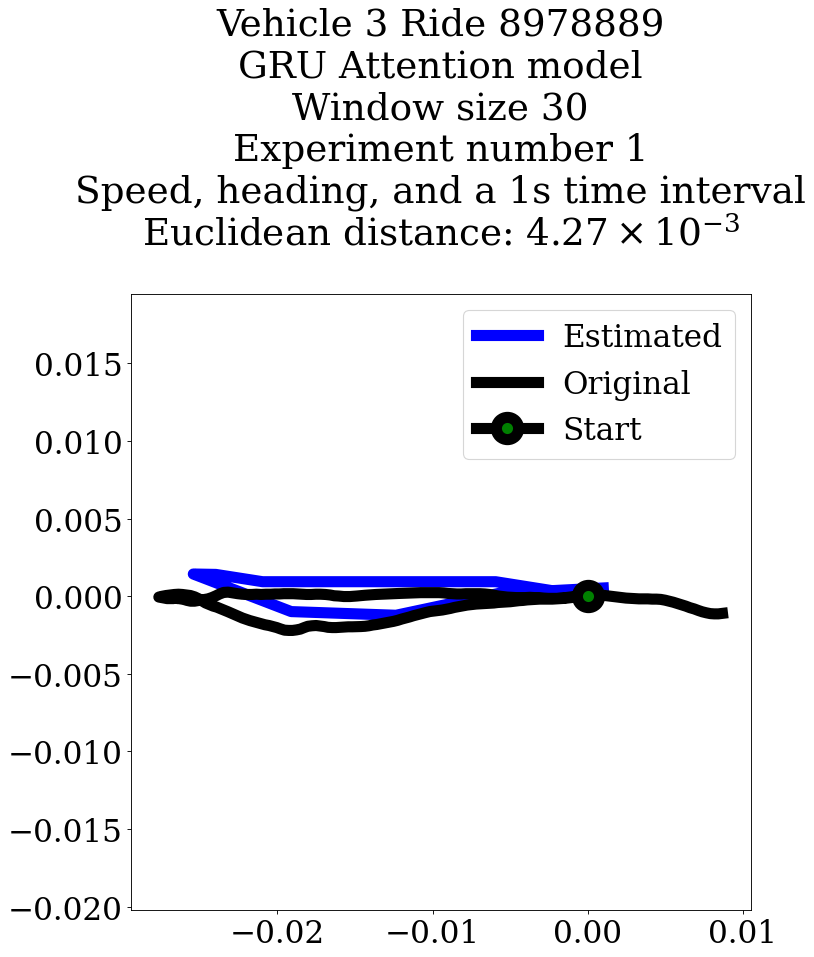 Vehicle 3 Ride 8978889
GRU Attention model
Window size 30
Experiment number 1
Speed, heading, and a 1s time interval
Euclidean distance: 4.27 × 10⁻³
Estimated
Original
Start
0.015
0.010
0.005
0.000
−0.005
−0.010
−0.015
−0.020
−0.02
−0.01
0.00
0.01